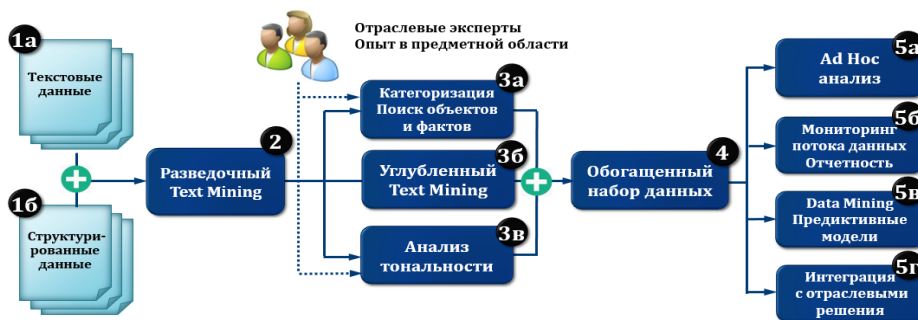 1а
Текстовые
данные
1б
Структури-
рованные
данные
2
Разведочный
Text Mining
Отраслевые эксперты
Опыт в предметной области
3а
Категоризация
Поиск объектов
и фактов
3б
Углубленный
Text Mining
3в
Анализ
тональности
4
Обогащенный
набор данных
5а
Ad Hoc
анализ
5б
Мониторинг
потока данных
Отчетность
5в
Data Mining
Предиктивные
модели
5г
Интеграция
с отраслевыми
решения